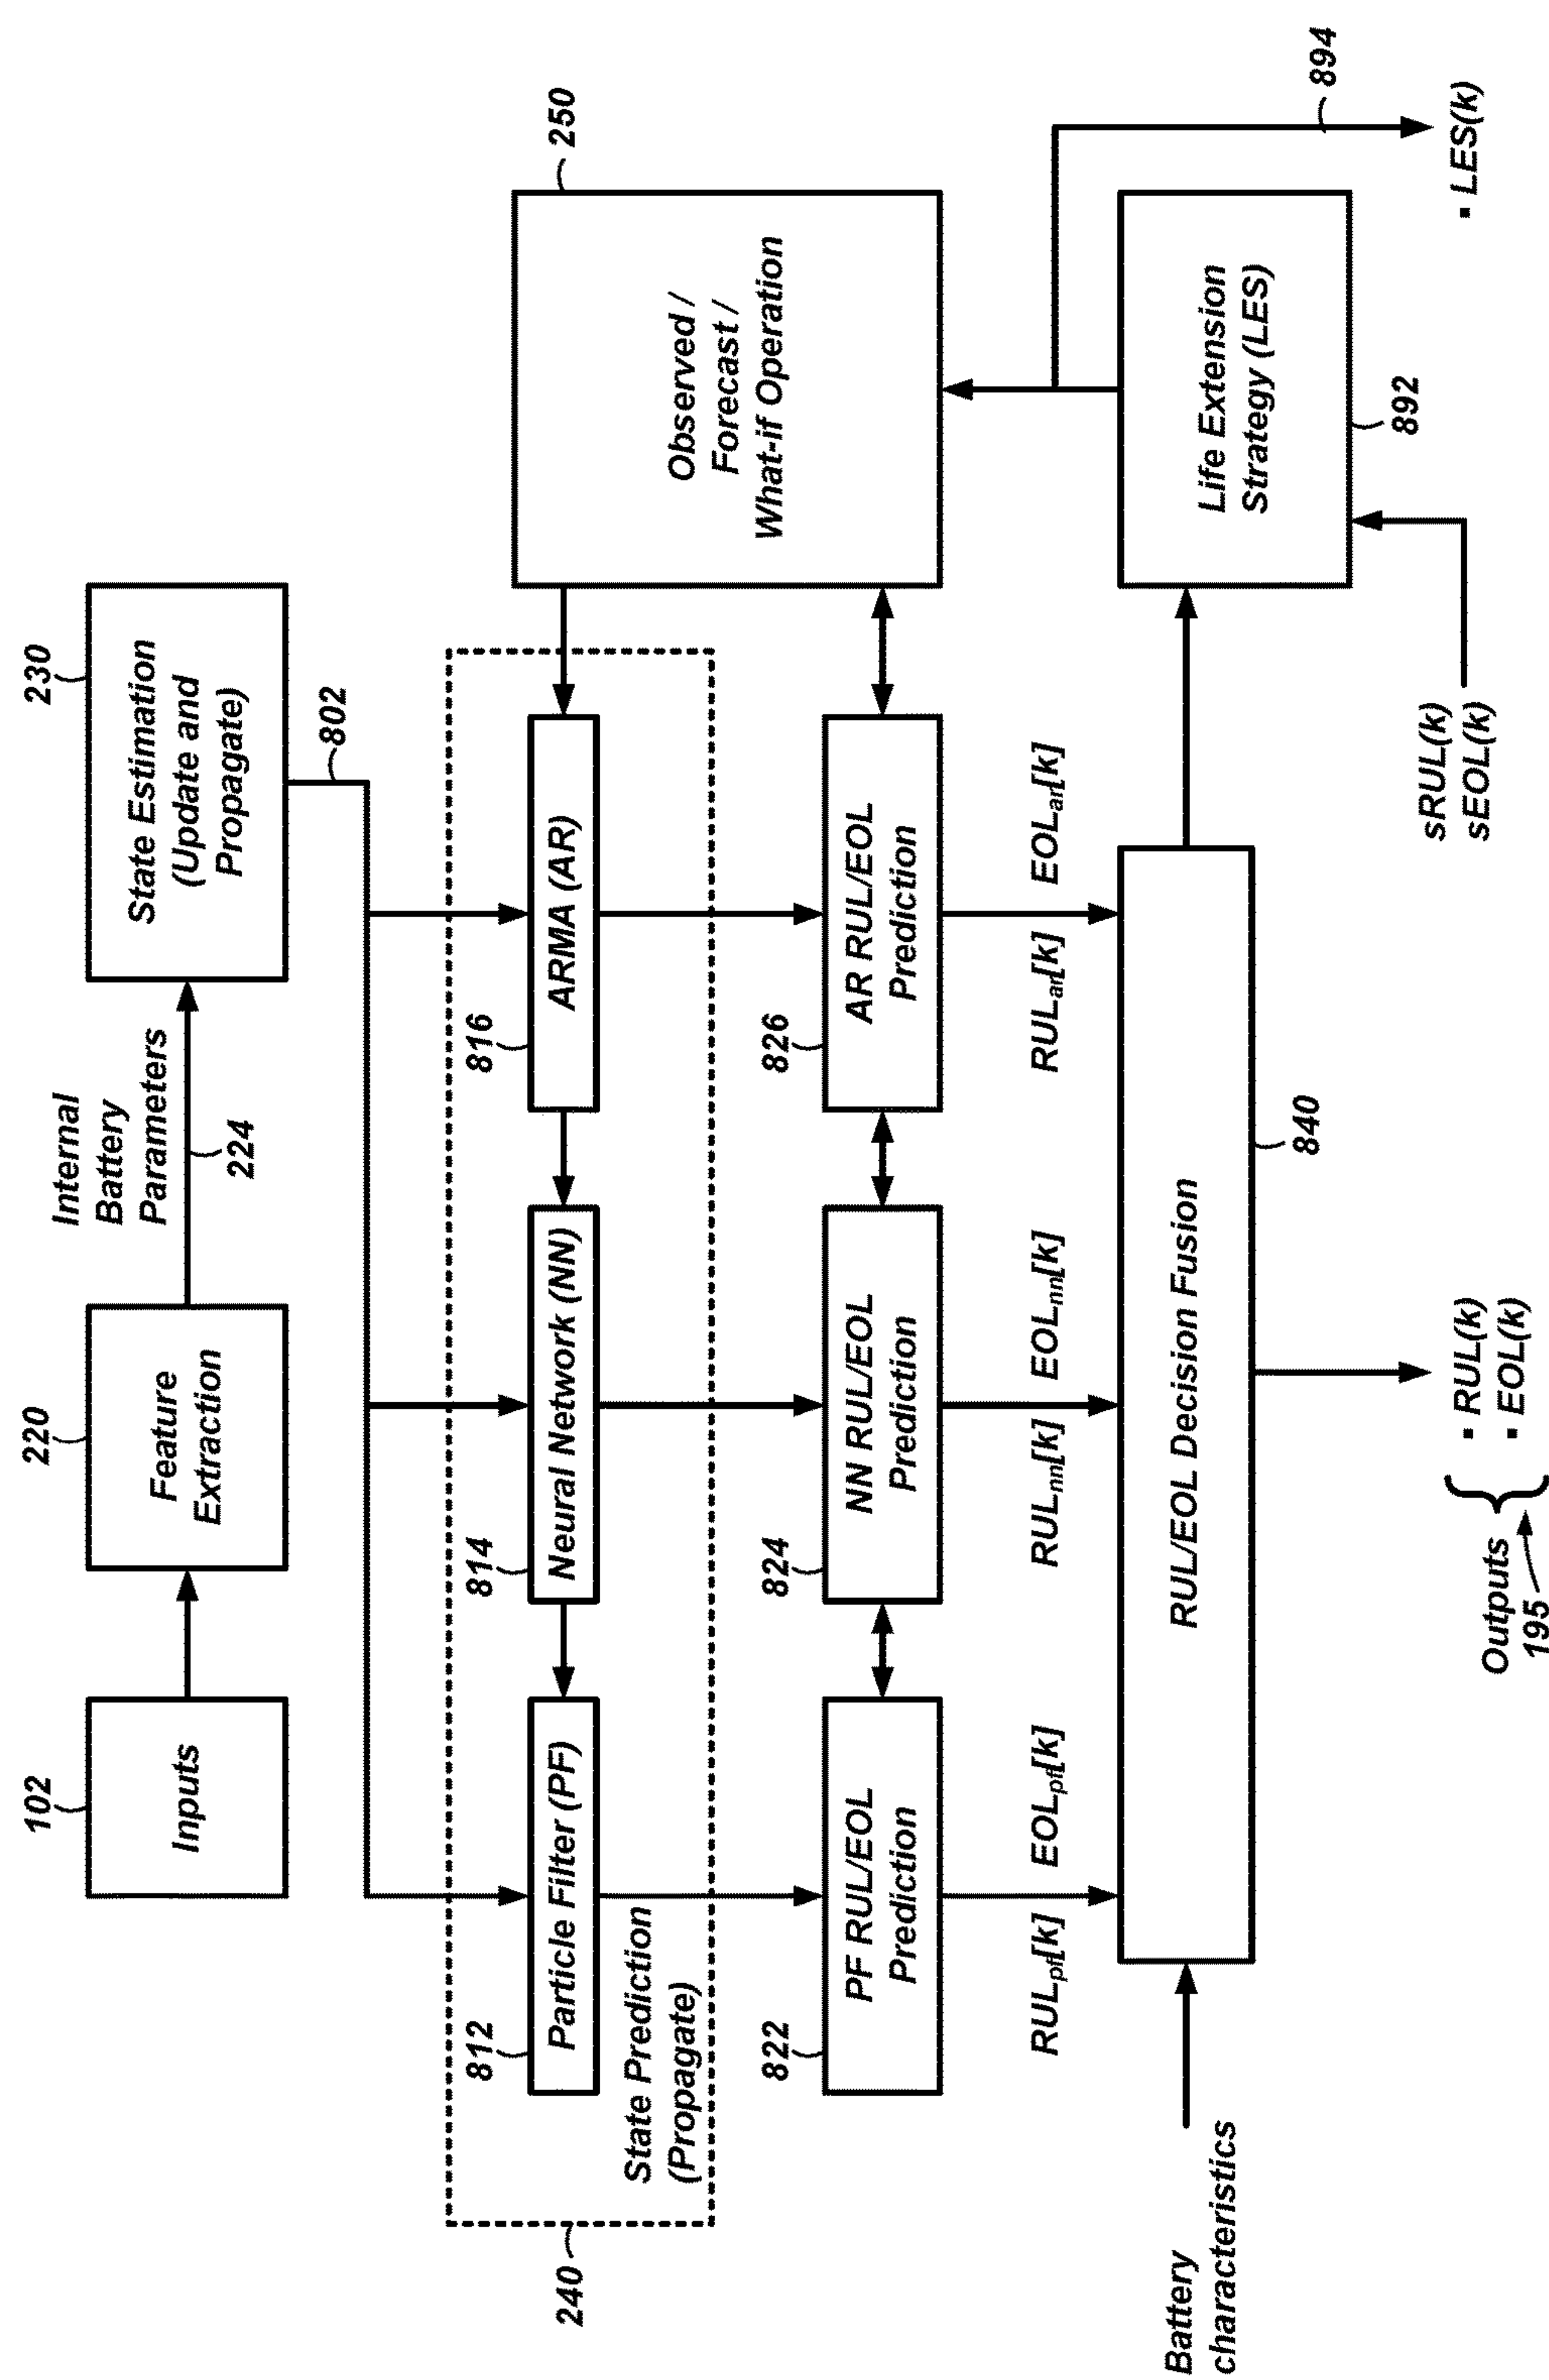 102
Inputs
220
Feature
Extraction
Internal
Battery
Parameters
224
230
State Estimation
(Update and
Propagate)
802
240
812
Particle Filter (PF)
814
Neural Network (NN)
816
ARMA (AR)
State Prediction
(Propagate)
250
Observed /
Forecast /
What-if Operation
822
PF RUL/EOL
Prediction
824
NN RUL/EOL
Prediction
826
AR RUL/EOL
Prediction
RULpf[k] EOLpf[k]
RULnn[k] EOLnn[k]
RULar[k] EOLar[k]
Battery
characteristics
RUL/EOL Decision Fusion
840
Life Extension
Strategy (LES)
892
894
Outputs
195
▪ RUL(k)
▪ EOL(k)
sRUL(k)
sEOL(k)
▪ LES(k)